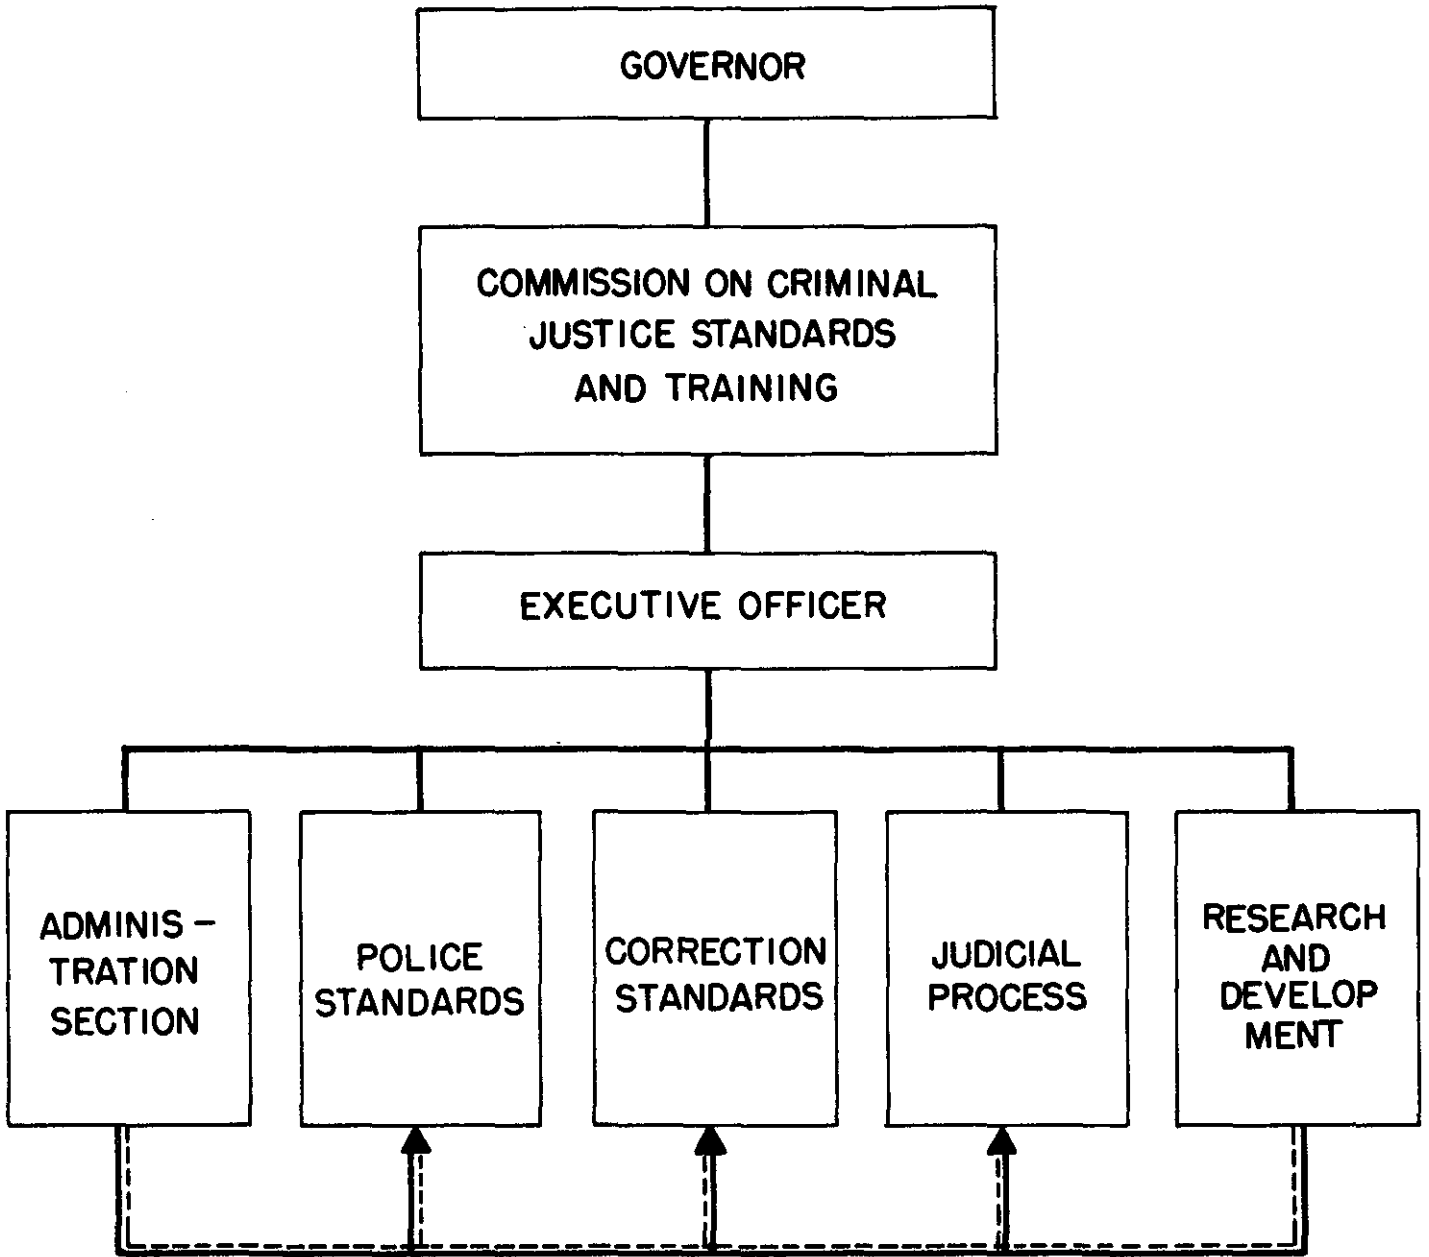 GOVERNOR
COMMISSION ON CRIMINAL
JUSTICE STANDARDS
AND TRAINING
EXECUTIVE OFFICER
ADMINIS –
TRATION
SECTION
POLICE
STANDARDS
CORRECTION
STANDARDS
JUDICIAL
PROCESS
RESEARCH
AND
DEVELOP
MENT